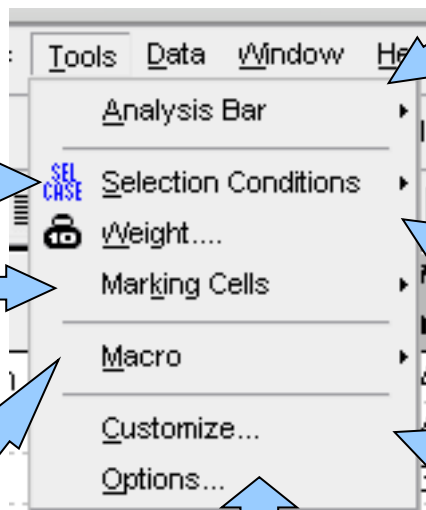 Tools Data Window He
Analysis Bar
SEL CASE Selection Conditions
Weight....
Marking Cells
Macro
Customize...
Options...